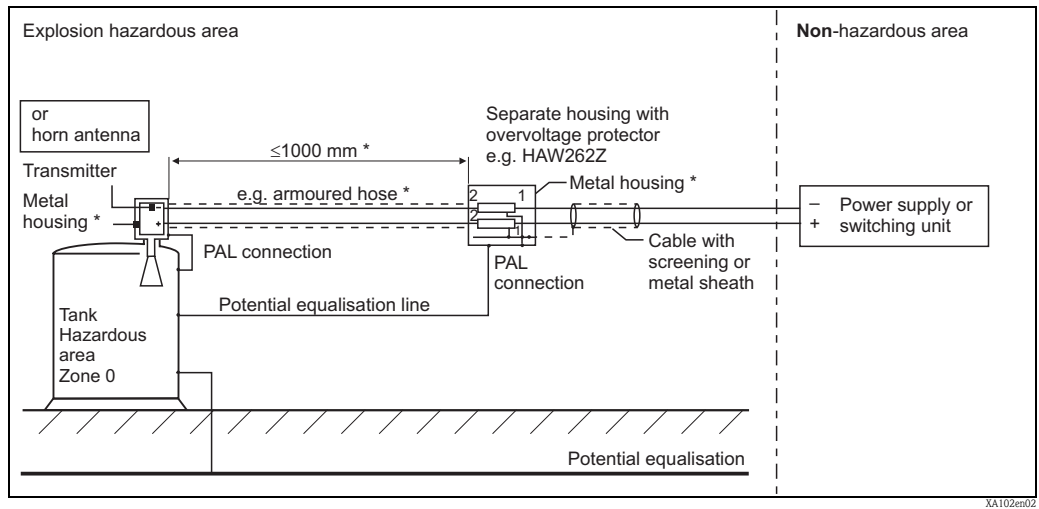 Explosion hazardous area
Non-hazardous area
or
horn antenna
Separate housing with
overvoltage protector
e.g. HAW262Z
≤1000 mm *
Transmitter
Metal
housing *
e.g. armoured hose *
Metal housing *
2
1
2
1
–
+
–
+
Power supply or
switching unit
PAL connection
PAL
connection
Cable with
screening or
metal sheath
Potential equalisation line
Tank
Hazardous
area
Zone 0
Potential equalisation
XA102en02